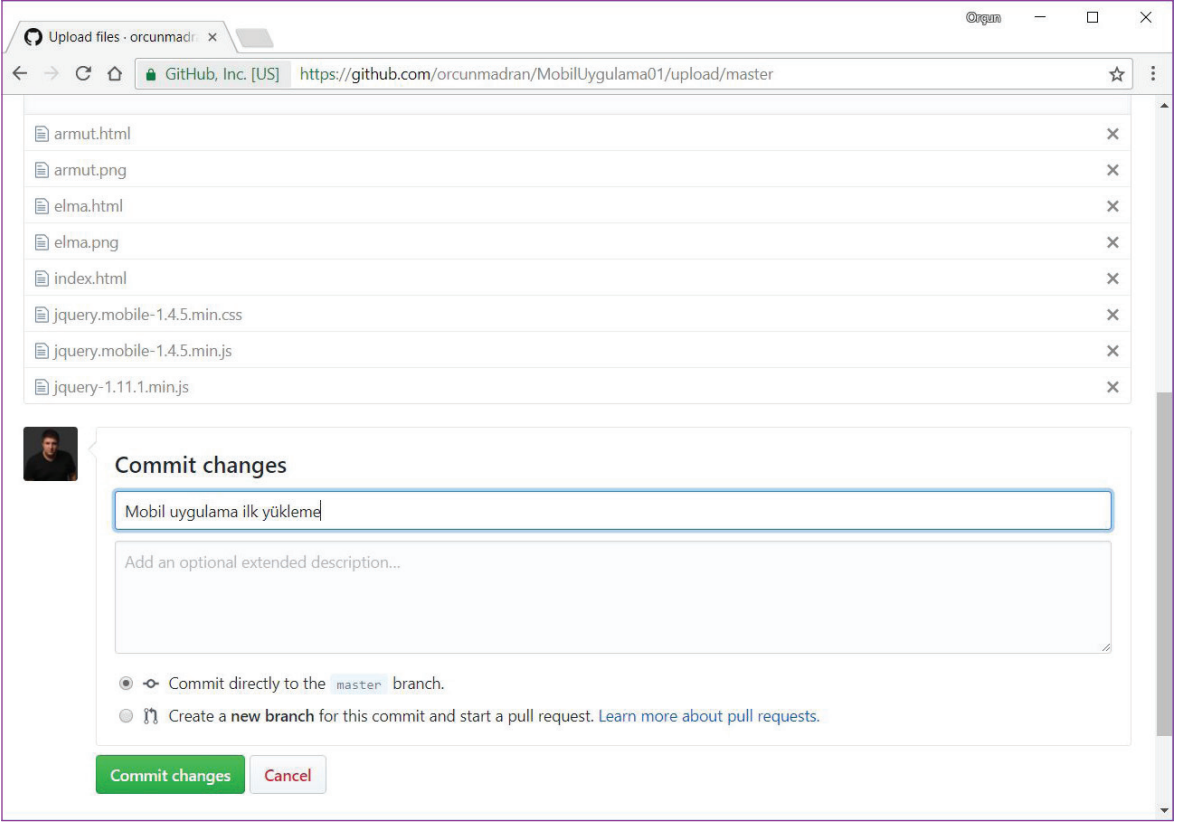 Orçun
Upload files · orcunmadr
GitHub, Inc. [US] https://github.com/orcunmadran/MobilUygulama01/upload/master
armut.html
armut.png
elma.html
elma.png
index.html
jquery.mobile-1.4.5.min.css
jquery.mobile-1.4.5.min.js
jquery-1.11.1.min.js
Commit changes
Mobil uygulama ilk yükleme
Add an optional extended description...
Commit directly to the master branch.
Create a new branch for this commit and start a pull request. Learn more about pull requests.
Commit changes Cancel